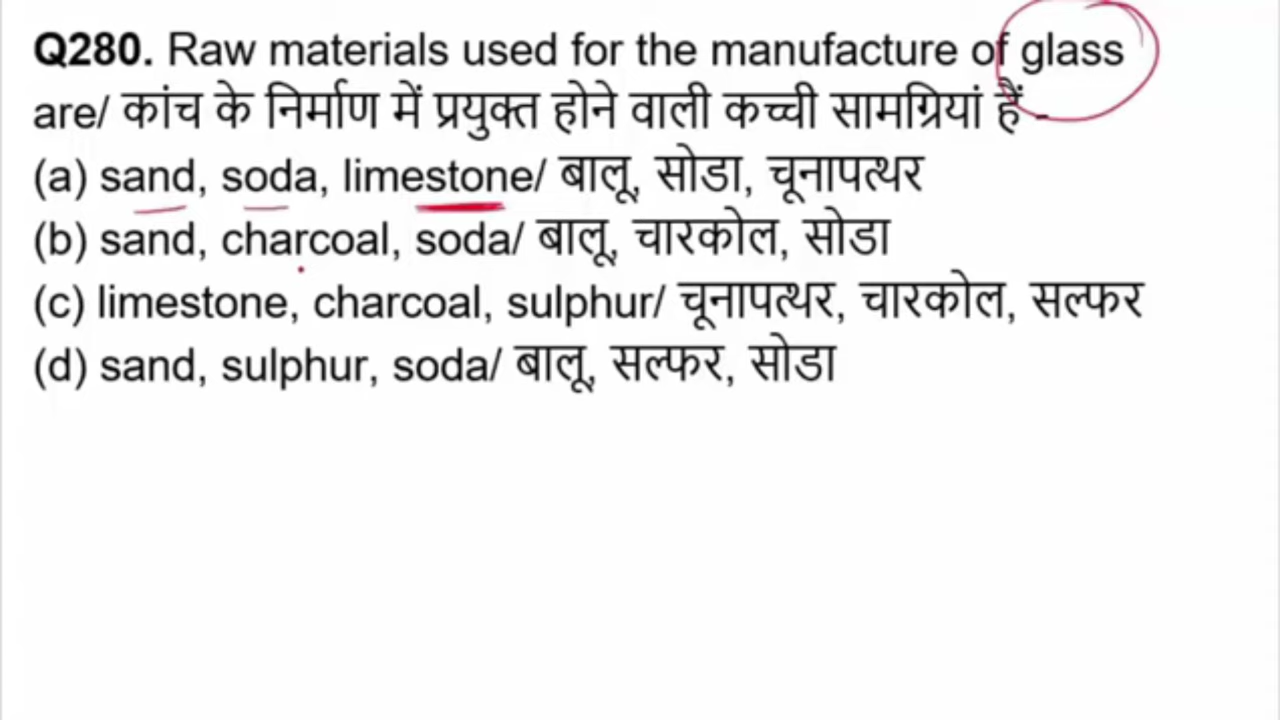 Q280. Raw materials used for the manufacture of glass
are/ कांच के निर्माण में प्रयुक्त होने वाली कच्ची सामग्रियां हैं -
(a) sand, soda, limestone/ बालू, सोडा, चूनापत्थर
(b) sand, charcoal, soda/ बालू, चारकोल, सोडा
(c) limestone, charcoal, sulphur/ चूनापत्थर, चारकोल, सल्फर
(d) sand, sulphur, soda/ बालू, सल्फर, सोडा